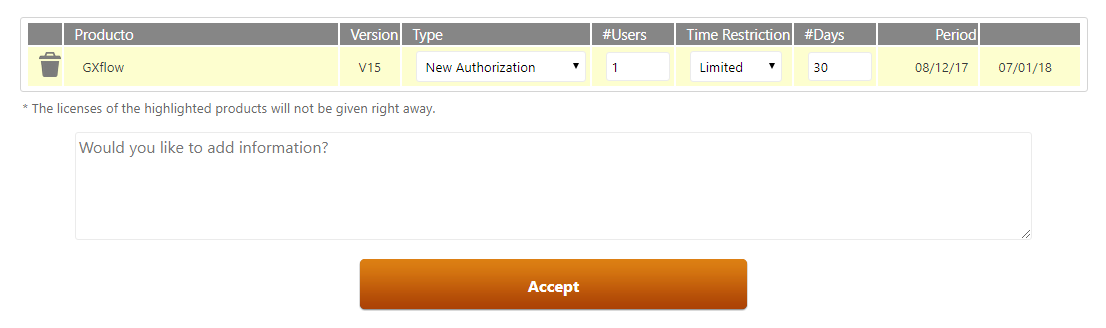 Producto Version Type #Users Time Restriction #Days Period
GXflow V15 New Authorization 1 Limited 30 08/12/17 07/01/18
* The licenses of the highlighted products will not be given right away.
Would you like to add information?
Accept